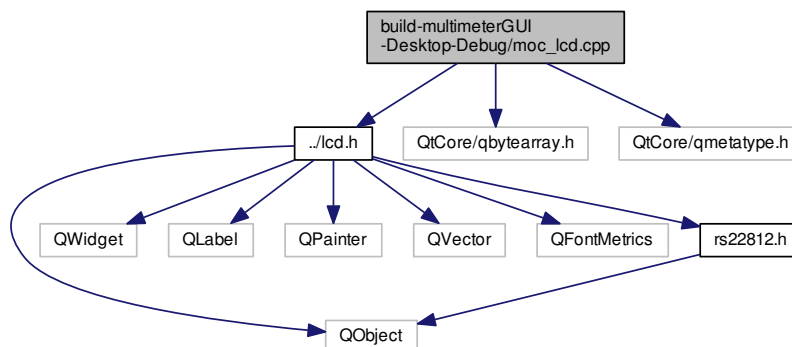 build-multimeterGUI
-Desktop-Debug/moc_lcd.cpp
../lcd.h
QtCore/qbytearray.h
QtCore/qmetatype.h
QWidget
QLabel
QPainter
QVector
QFontMetrics
rs22812.h
QObject